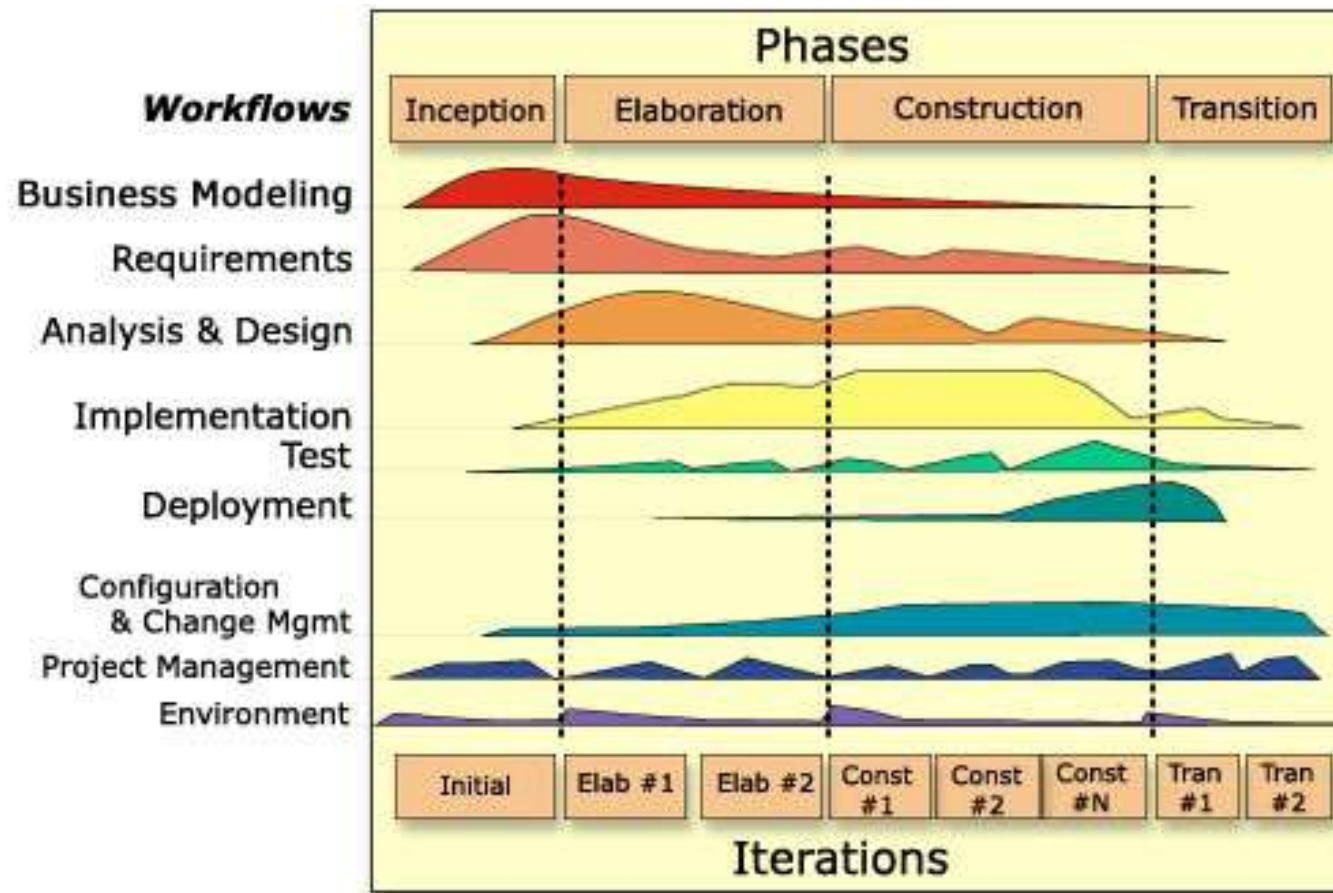 Phases
Workflows
Inception
Elaboration
Construction
Transition
Business Modeling
Requirements
Analysis & Design
Implementation
Test
Deployment
Configuration
& Change Mgmt
Project Management
Environment
Initial
Elab #1
Elab #2
Const
#1
Const
#2
Const
#N
Tran
#1
Tran
#2
Iterations